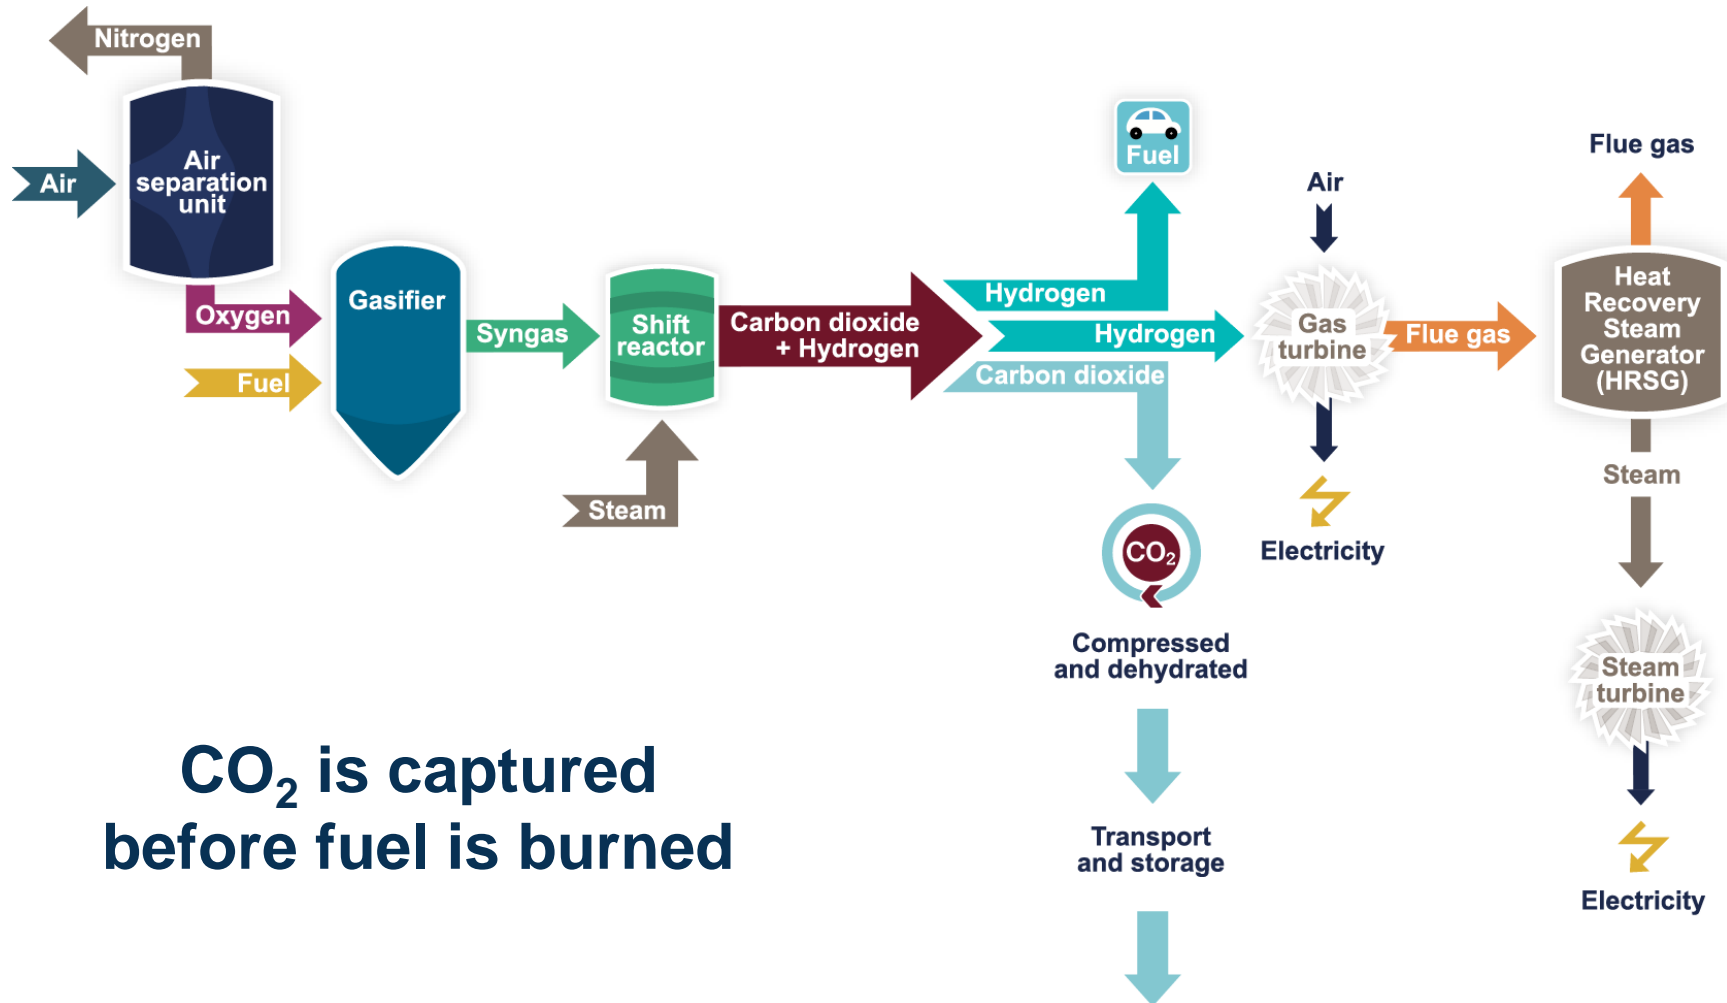 Nitrogen
Air
Air
separation
unit
Oxygen
Fuel
Gasifier
Syngas
Shift
reactor
Steam
Carbon dioxide
+ Hydrogen
Hydrogen
Fuel
Hydrogen
Carbon dioxide
CO₂
Compressed
and dehydrated
Transport
and storage
Air
Gas
turbine
Electricity
Flue gas
Flue gas
Heat
Recovery
Steam
Generator
(HRSG)
Steam
Steam
turbine
Electricity
CO₂ is captured
before fuel is burned